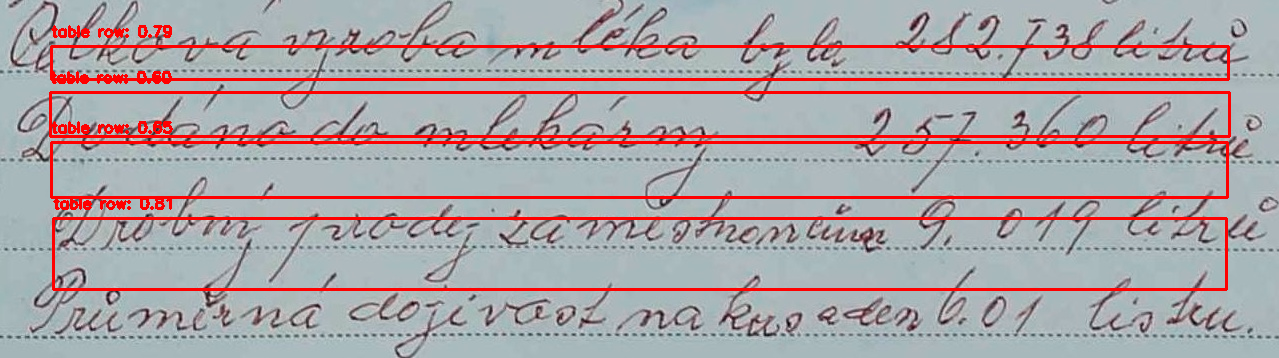 table row: 0.79
Celková výroba mléka byla 282.738 litrů
table row: 0.60
Dodáno do mlékárny 257.360 litrů
table row: 0.85
Drobný prodej zaměstnancům 9.019 litrů
table row: 0.81
Průměrná dojivost na kus a den 6.01 litru.